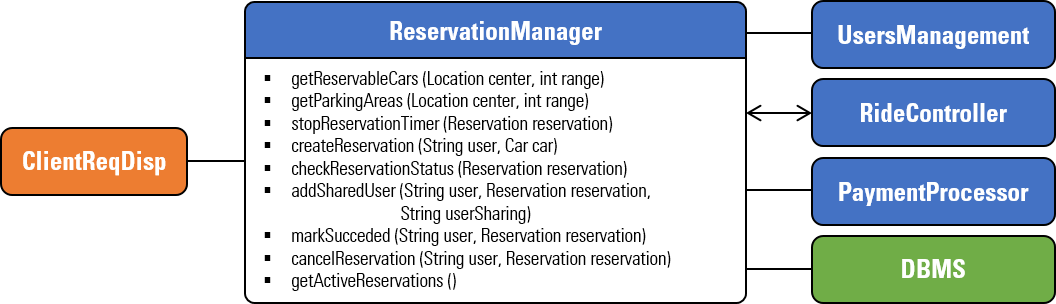 ReservationManager
▪ getReservableCars (Location center, int range)
▪ getParkingAreas (Location center, int range)
▪ stopReservationTimer (Reservation reservation)
▪ createReservation (String user, Car car)
▪ checkReservationStatus (Reservation reservation)
▪ addSharedUser (String user, Reservation reservation,
String userSharing)
▪ markSucceded (String user, Reservation reservation)
▪ cancelReservation (String user, Reservation reservation)
▪ getActiveReservations ()
ClientReqDisp
UsersManagement
RideController
PaymentProcessor
DBMS